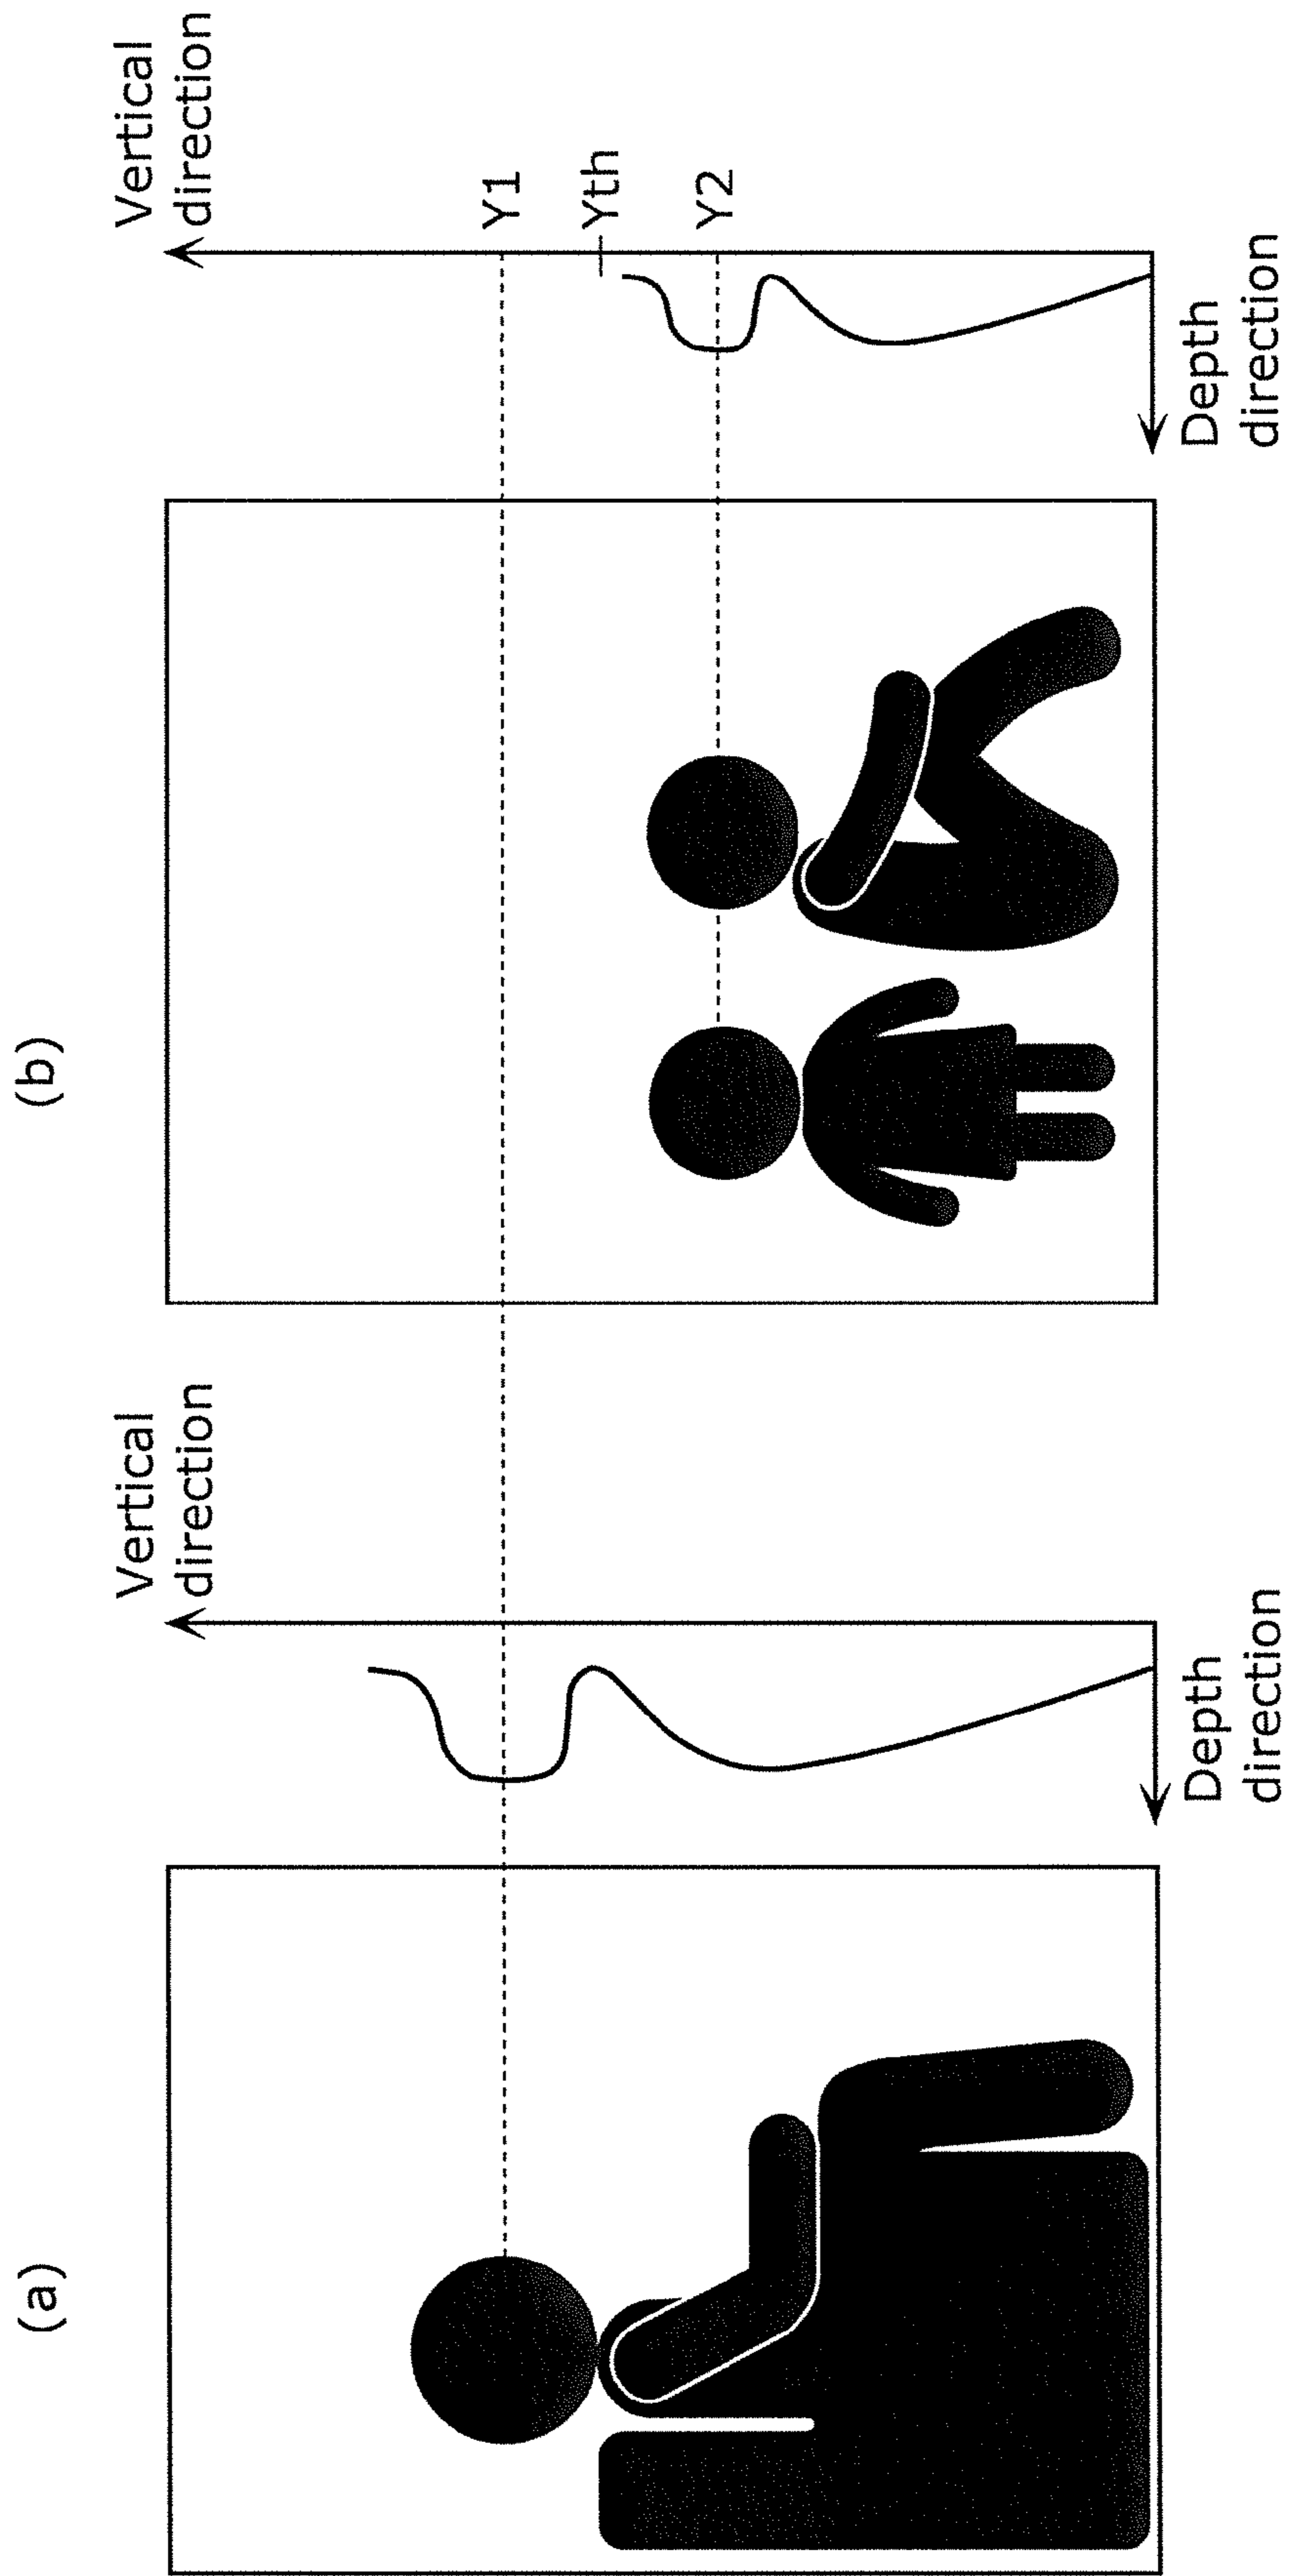 (a)
Vertical
direction
Depth
direction
(b)
Vertical
direction
Y1
Yth
Y2
Depth
direction